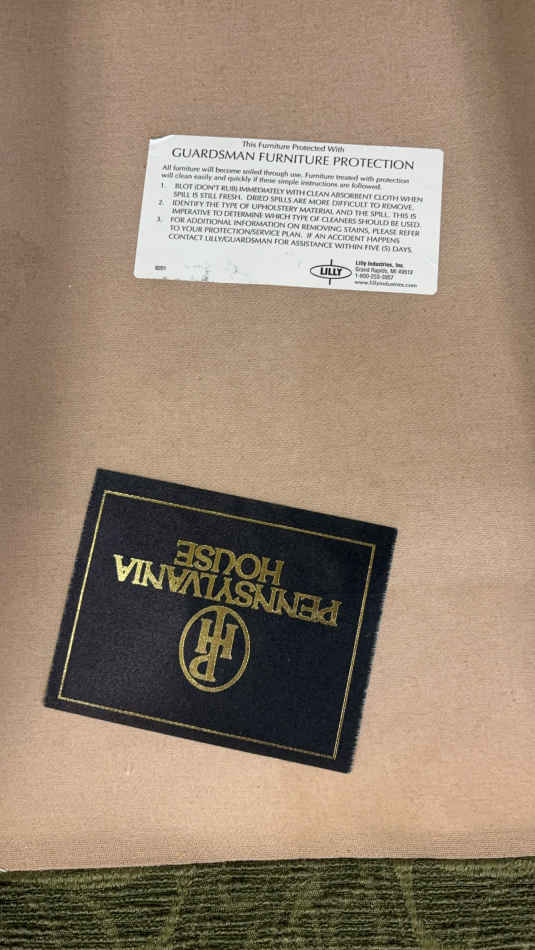 This Furniture Protected With
GUARDSMAN FURNITURE PROTECTION
All furniture will become soiled through use. Furniture treated with protection
will clean easily and quickly if these simple instructions are followed.
1. BLOT (DON'T RUB) IMMEDIATELY WITH CLEAN ABSORBENT CLOTH WHEN
SPILL IS STILL FRESH. DRIED SPILLS ARE MORE DIFFICULT TO REMOVE.
2. IDENTIFY THE TYPE OF UPHOLSTERY MATERIAL AND THE SPILL. THIS IS
IMPERATIVE TO DETERMINE WHICH TYPE OF CLEANERS SHOULD BE USED.
3. FOR ADDITIONAL INFORMATION ON REMOVING STAINS, PLEASE REFER
TO YOUR PROTECTION/SERVICE PLAN. IF AN ACCIDENT HAPPENS
CONTACT LILLY/GUARDSMAN FOR ASSISTANCE WITHIN FIVE (5) DAYS.
LILLY
Lilly Industries, Inc.
Grand Rapids, MI
www.lillyindustries.com
PH
PENNSYLVANIA
HOUSE